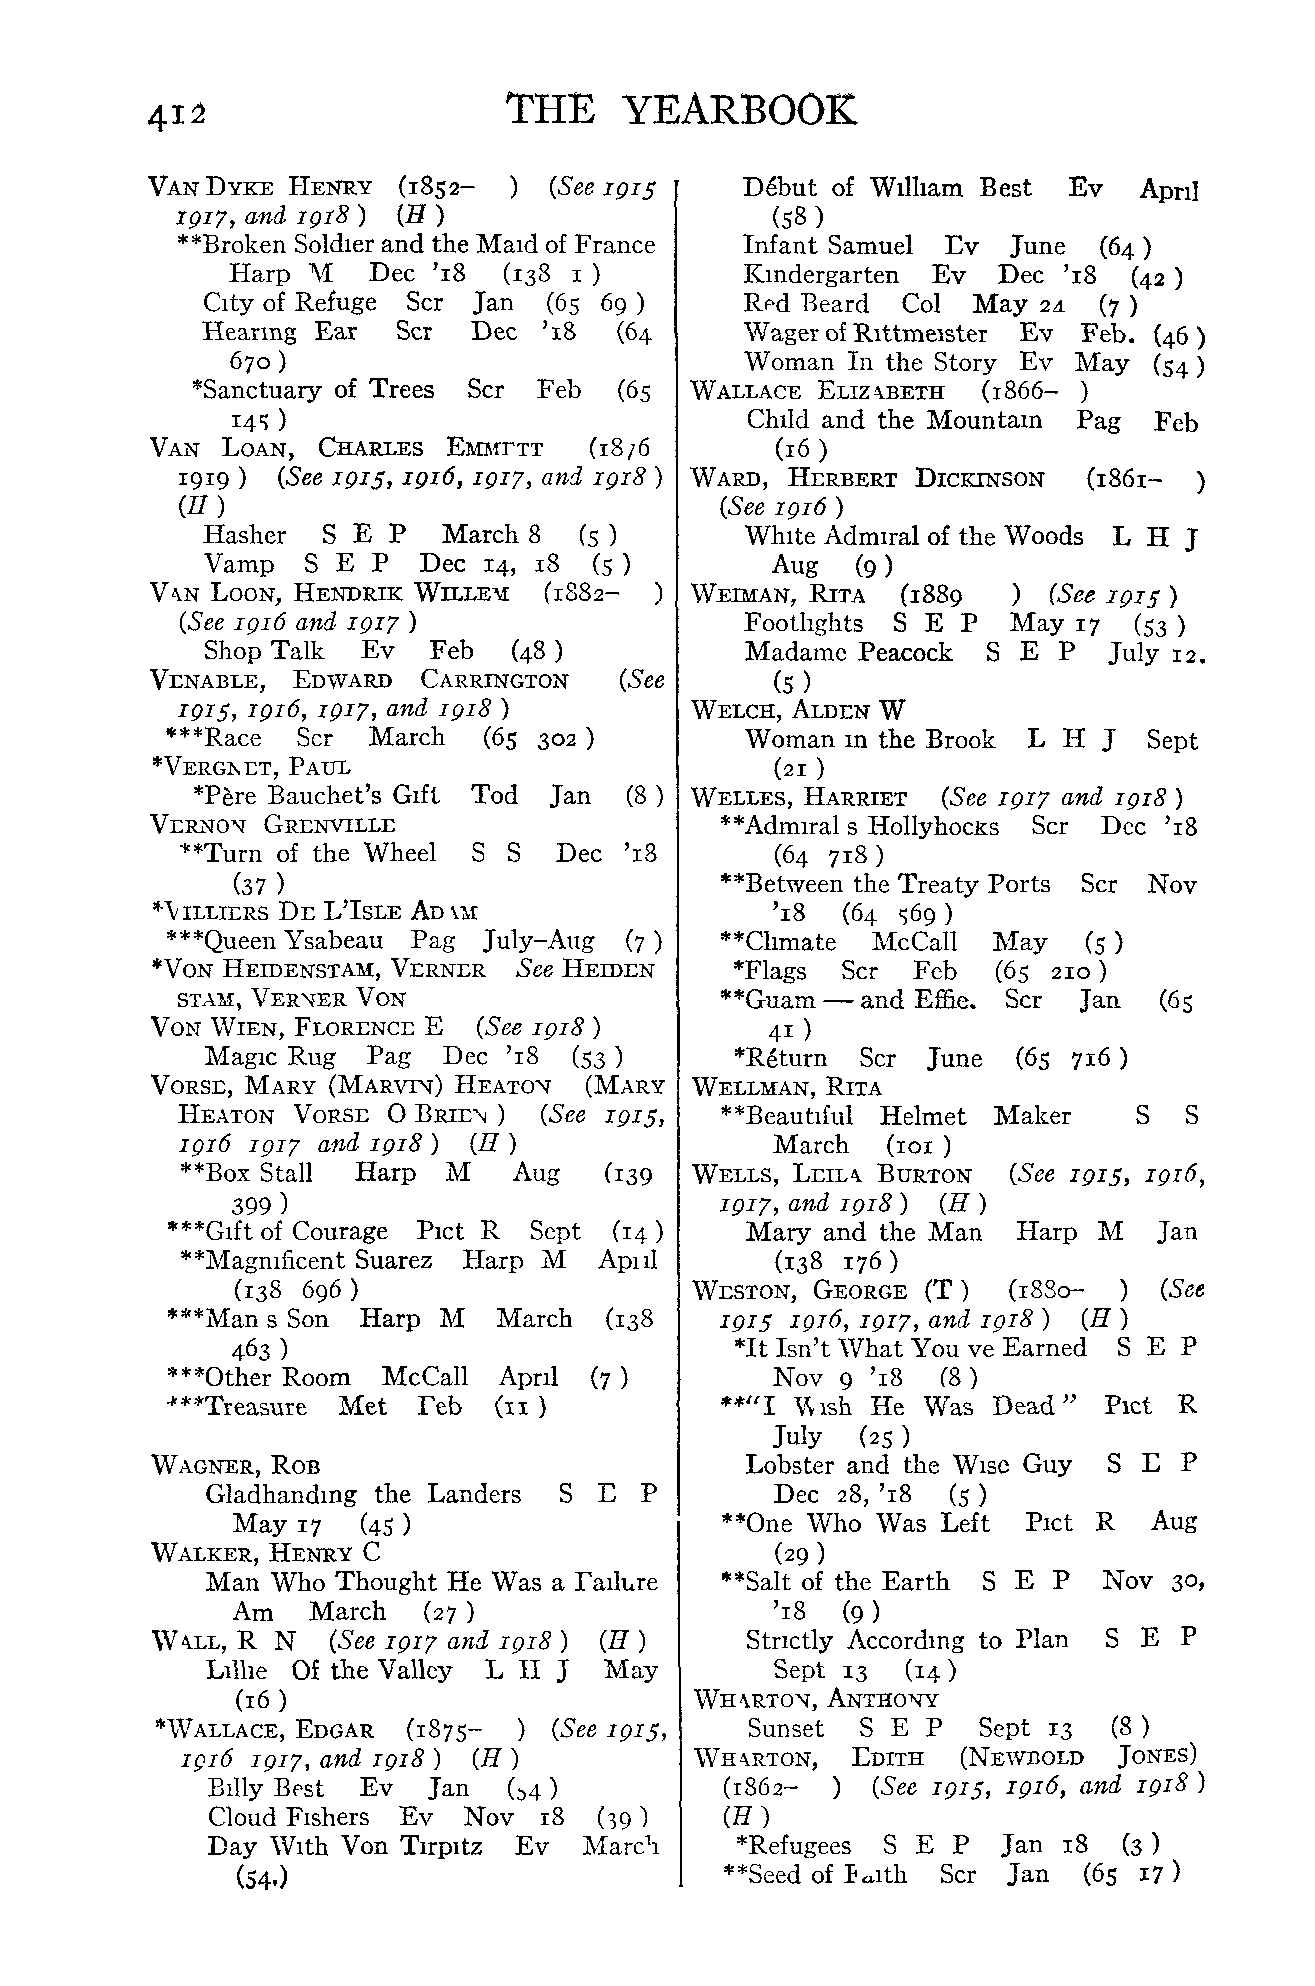 412 THE YEARBOOK
VAN DYKE HENRY (1852– ) (See 1915
1917, and 1918 ) (H )
**Broken Soldier and the Maid of France
Harp M Dec '18 (138 1 )
City of Refuge Scr Jan (65 69 )
Hearing Ear Scr Dec '18 (64
670 )
*Sanctuary of Trees Scr Feb (65
145 )
VAN LOAN, CHARLES EMMETT (1876
1919 ) (See 1915, 1916, 1917, and 1918 )
(H )
Hasher S E P March 8 (5 )
Vamp S E P Dec 14, 18 (5 )
VAN LOON, HENDRIK WILLEM (1882– )
(See 1916 and 1917 )
Shop Talk Ev Feb (48 )
VENABLE, EDWARD CARRINGTON (See
1915, 1916, 1917, and 1918 )
***Race Scr March (65 302 )
*VERGNET, PAUL
*Père Bauchet's Gift Tod Jan (8 )
VERNON GRENVILLE
**Turn of the Wheel S S Dec '18
(37 )
*VILLIERS DE L'ISLE ADAM
***Queen Ysabeau Pag July–Aug (7 )
*VON HEIDENSTAM, VERNER See HEIDEN
STAM, VERNER VON
VON WIEN, FLORENCE E (See 1918 )
Magic Rug Pag Dec '18 (53 )
VORSE, MARY (MARVIN) HEATON (MARY
HEATON VORSE O BRIEN ) (See 1915,
1916 1917 and 1918 ) (H )
**Box Stall Harp M Aug (139
399 )
***Gift of Courage Pict R Sept (14 )
**Magnificent Suarez Harp M April
(138 696 )
***Man s Son Harp M March (138
463 )
***Other Room McCall April (7 )
***Treasure Met Feb (11 )
WAGNER, ROB
Gladhanding the Landers S E P
May 17 (45 )
WALKER, HENRY C
Man Who Thought He Was a Failure
Am March (27 )
WALL, R N (See 1917 and 1918 ) (H )
Lillie Of the Valley L H J May
(16 )
*WALLACE, EDGAR (1875– ) (See 1915,
1916 1917, and 1918 ) (H )
Billy Best Ev Jan (54 )
Cloud Fishers Ev Nov 18 (39 )
Day With Von Tirpitz Ev March
(54.)
Début of William Best Ev April
(58 )
Infant Samuel Ev June (64 )
Kindergarten Ev Dec '18 (42 )
Red Beard Col May 24 (7 )
Wager of Rittmeister Ev Feb. (46 )
Woman In the Story Ev May (54 )
WALLACE ELIZABETH (1866– )
Child and the Mountain Pag Feb
(16 )
WARD, HERBERT DICKINSON (1861– )
(See 1916 )
White Admiral of the Woods L H J
Aug (9 )
WEIMAN, RITA (1889 ) (See 1915 )
Footlights S E P May 17 (53 )
Madame Peacock S E P July 12.
(5 )
WELCH, ALDEN W
Woman in the Brook L H J Sept
(21 )
WELLES, HARRIET (See 1917 and 1918 )
**Admiral s Hollyhocks Scr Dec '18
(64 718 )
**Between the Treaty Ports Scr Nov
'18 (64 569 )
**Climate McCall May (5 )
*Flags Scr Feb (65 210 )
**Guam — and Effie. Scr Jan (65
41 )
*Réturn Scr June (65 716 )
WELLMAN, RITA
**Beautiful Helmet Maker S S
March (101 )
WELLS, LEILA BURTON (See 1915, 1916,
1917, and 1918 ) (H )
Mary and the Man Harp M Jan
(138 176 )
WESTON, GEORGE (T ) (1880– ) (See
1915 1916, 1917, and 1918 ) (H )
*It Isn't What You ve Earned S E P
Nov 9 '18 (8 )
**"I Wish He Was Dead" Pict R
July (25 )
Lobster and the Wise Guy S E P
Dec 28, '18 (5 )
**One Who Was Left Pict R Aug
(29 )
**Salt of the Earth S E P Nov 30,
'18 (9 )
Strictly According to Plan S E P
Sept 13 (14 )
WHARTON, ANTHONY
Sunset S E P Sept 13 (8 )
WHARTON, EDITH (NEWBOLD JONES)
(1862– ) (See 1915, 1916, and 1918 )
(H )
*Refugees S E P Jan 18 (3 )
**Seed of Faith Scr Jan (65 17 )